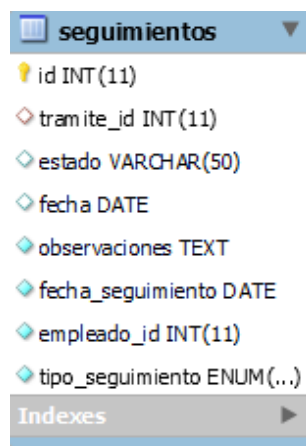 seguimientos
id INT(11)
tramite_id INT(11)
estado VARCHAR(50)
fecha DATE
observaciones TEXT
fecha_seguimiento DATE
empleado_id INT(11)
tipo_seguimiento ENUM(...)
Indexes